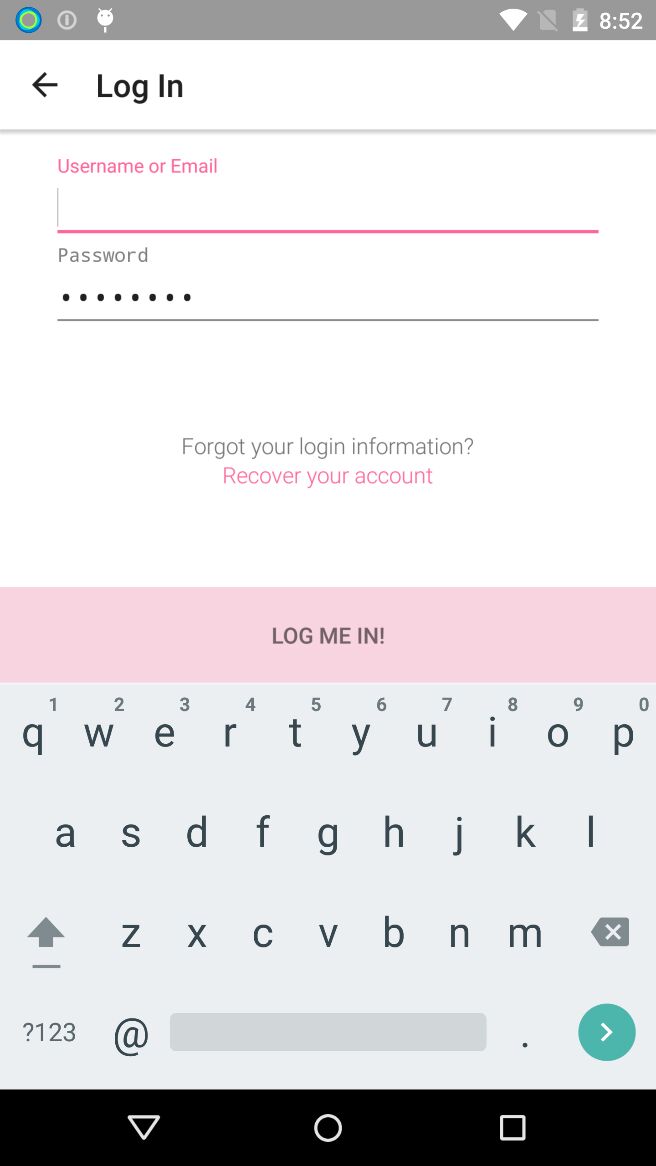 8:52
Log In
Username or Email
Password
••••••••
Forgot your login information?
Recover your account
LOG ME IN!
1 2 3 4 5 6 7 8 9 0
q w e r t y u i o p
a s d f g h j k l
z x c v b n m
?123 @ .